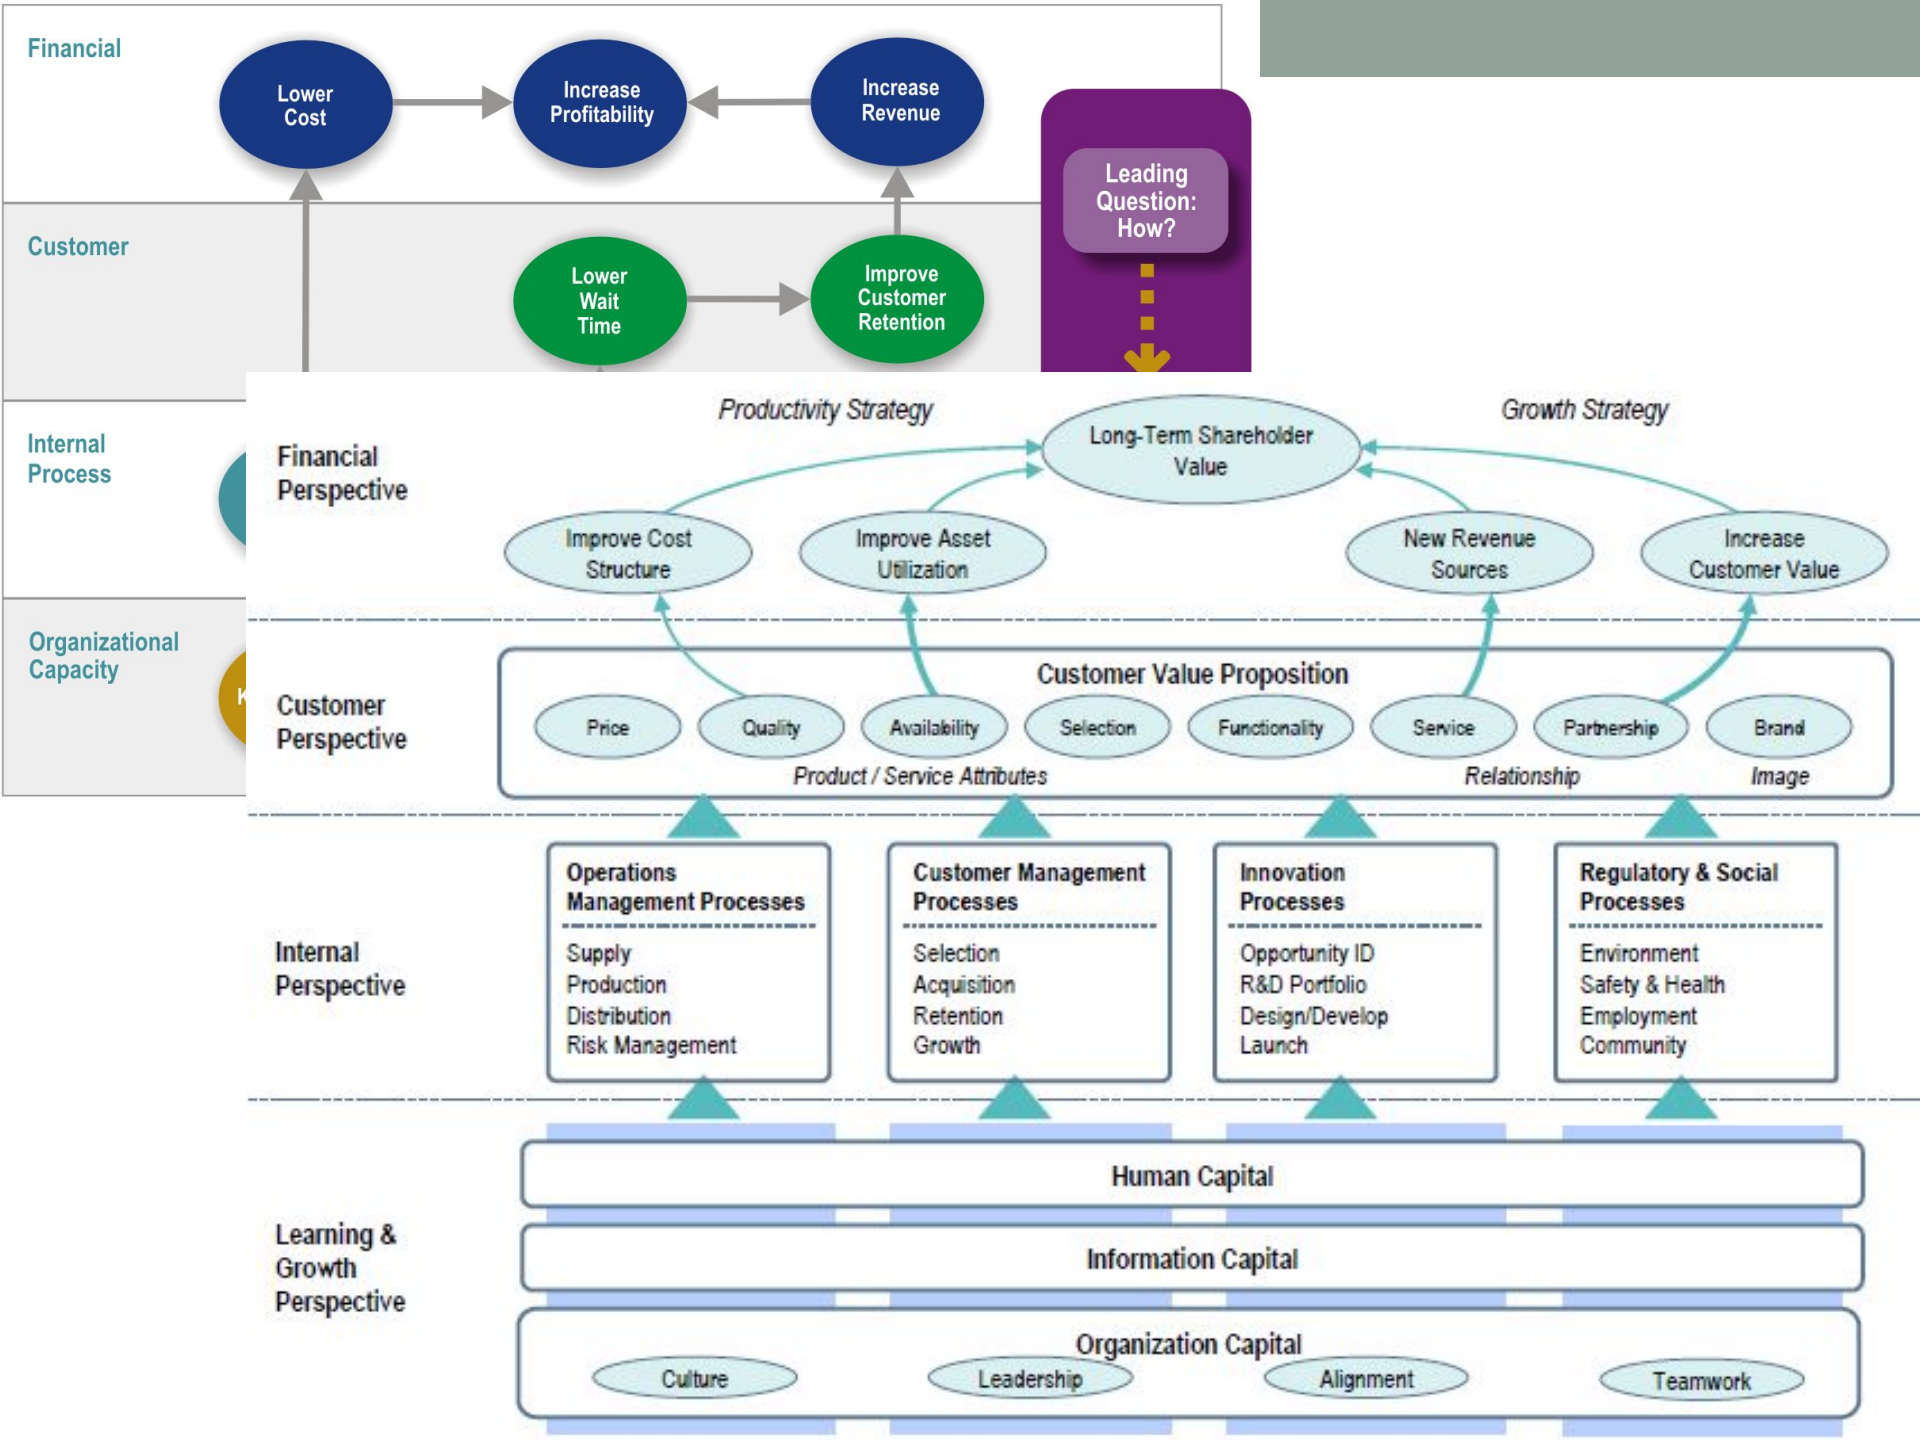 Financial
Lower
Cost
Increase
Profitability
Increase
Revenue
Leading
Question:
How?
Customer
Lower
Wait
Time
Improve
Customer
Retention
Internal
Process
Organizational
Capacity
K
Productivity Strategy
Growth Strategy
Long-Term Shareholder
Value
Financial
Perspective
Improve Cost
Structure
Improve Asset
Utilization
New Revenue
Sources
Increase
Customer Value
Customer
Perspective
Customer Value Proposition
Price
Quality
Availability
Selection
Functionality
Service
Partnership
Brand
Product / Service Attributes
Relationship
Image
Internal
Perspective
Operations
Management Processes
Supply
Production
Distribution
Risk Management
Customer Management
Processes
Selection
Acquisition
Retention
Growth
Innovation
Processes
Opportunity ID
R&D Portfolio
Design/Develop
Launch
Regulatory & Social
Processes
Environment
Safety & Health
Employment
Community
Learning &
Growth
Perspective
Human Capital
Information Capital
Organization Capital
Culture
Leadership
Alignment
Teamwork